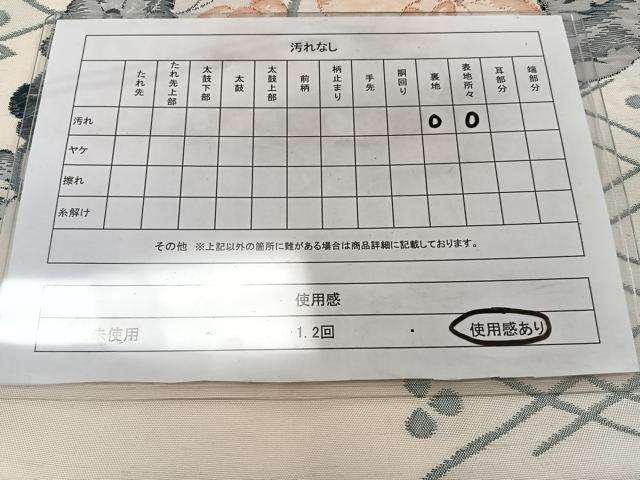 汚れなし
たれ先 たれ先上部 太鼓下部 太鼓 太鼓上部 前柄 柄止まり 手先 胴回り 裏地 表地所々 耳部分 端部分
汚れ O O
ヤケ
擦れ
糸解け
その他 ※上記以外の箇所に難がある場合は商品詳細に記載しております。
使用感
未使用 1.2回 ・ 使用感あり